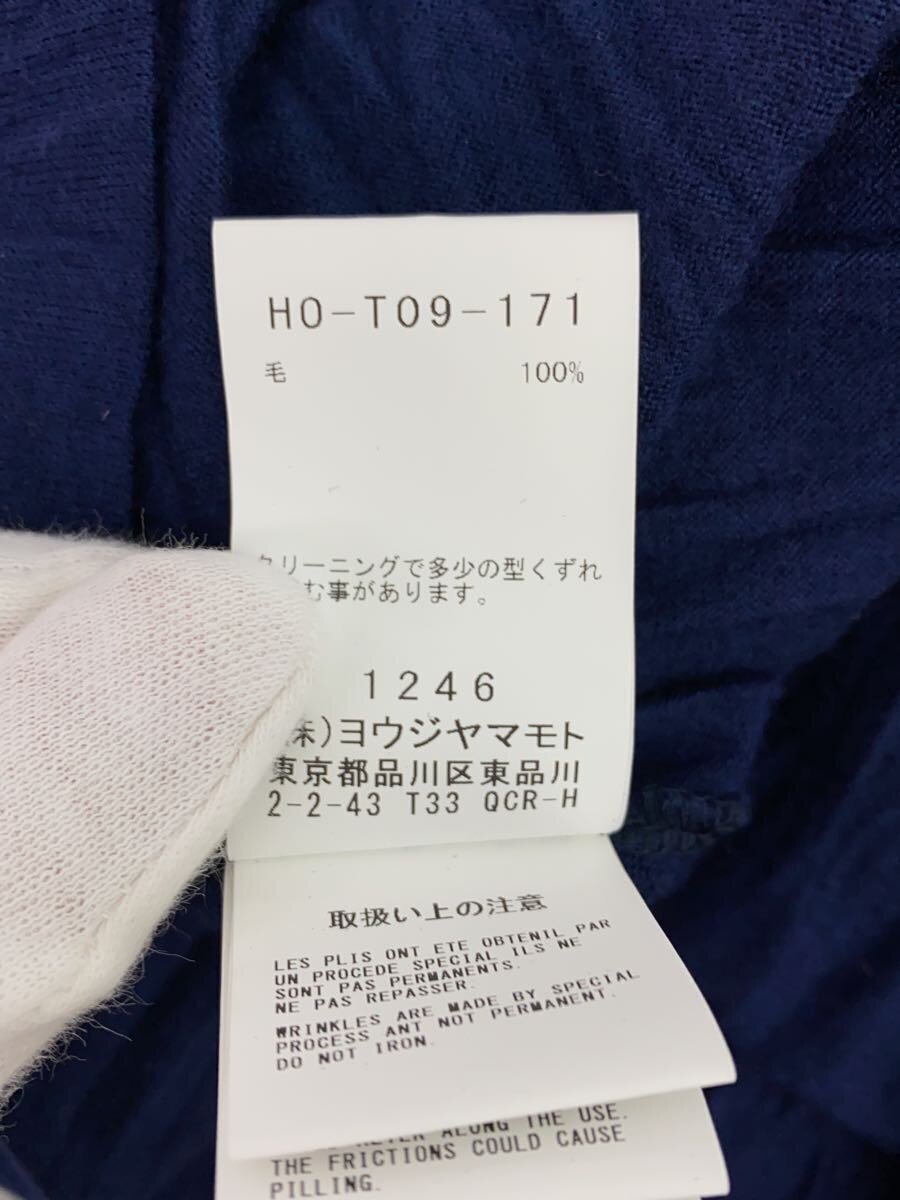 HO-T09-171
毛 100%
クリーニングで多少の型くずれ
む事があります。
1246
(株)ヨウジヤマモト
東京都品川区東品川
2-2-43 T33 QCR-H
取扱い上の注意
LES PLIS ONT ETE OBTENIL PAR
UN PROCEDE SPECIAL ILS NE
SONT PAS PERMANENTS.
NE PAS REPASSER.
WRINKLES ARE MADE BY SPECIAL
PROCESS ANT NOT PERMANENT.
DO NOT IRON.
ALONG THE USE.
THE FRICTIONS COULD CAUSE
PILLING.